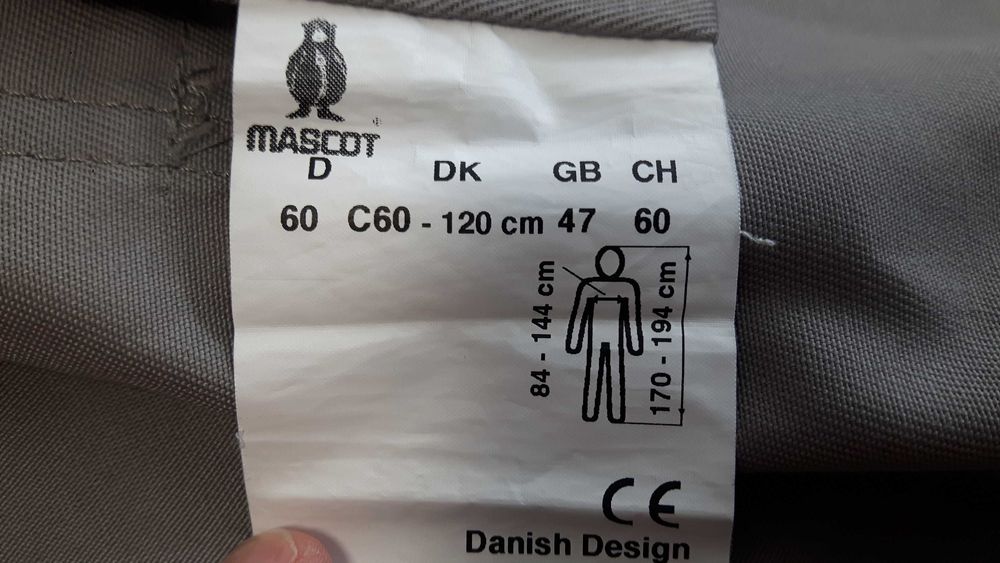 MASCOT ®
D DK GB CH
60 C60 - 120 cm 47 60
84 - 144 cm
170 - 194 cm
CE
Danish Design